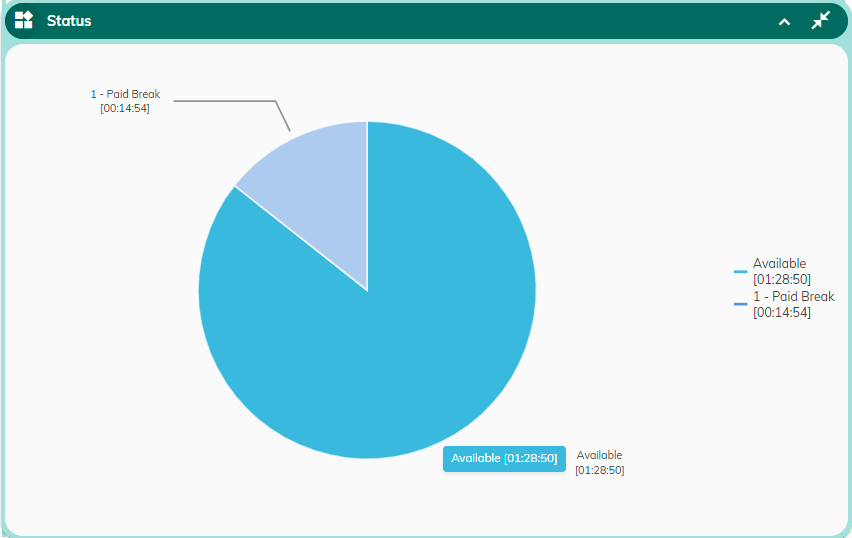 Status
1 - Paid Break
[00:14:54]
Available
[01:28:50]
1 - Paid Break
[00:14:54]
Available [01:28:50]
Available
[01:28:50]